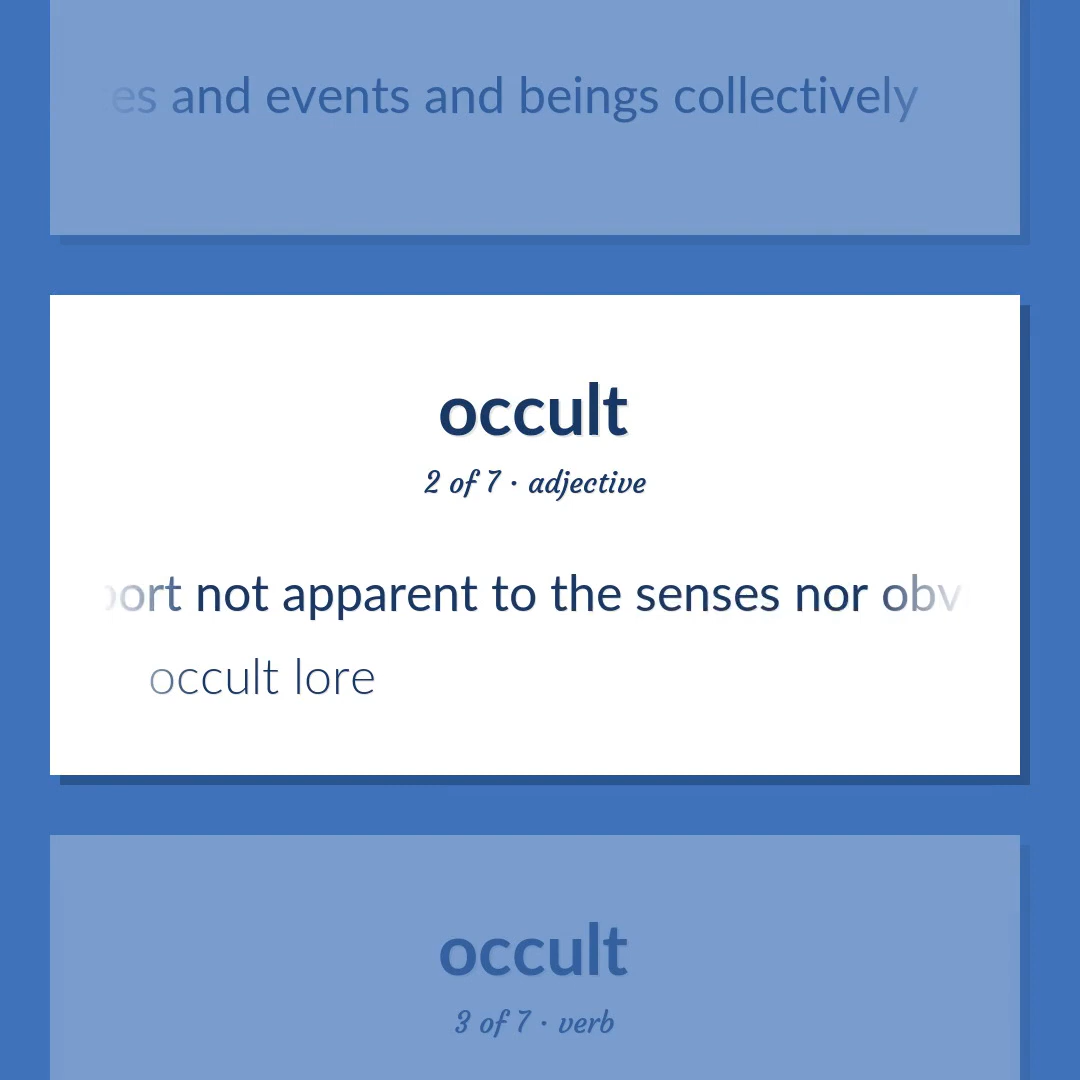 and events and beings collectively
occult
2 of 7 · adjective
not apparent to the senses nor
occult lore
occult
3 of 7 · verb